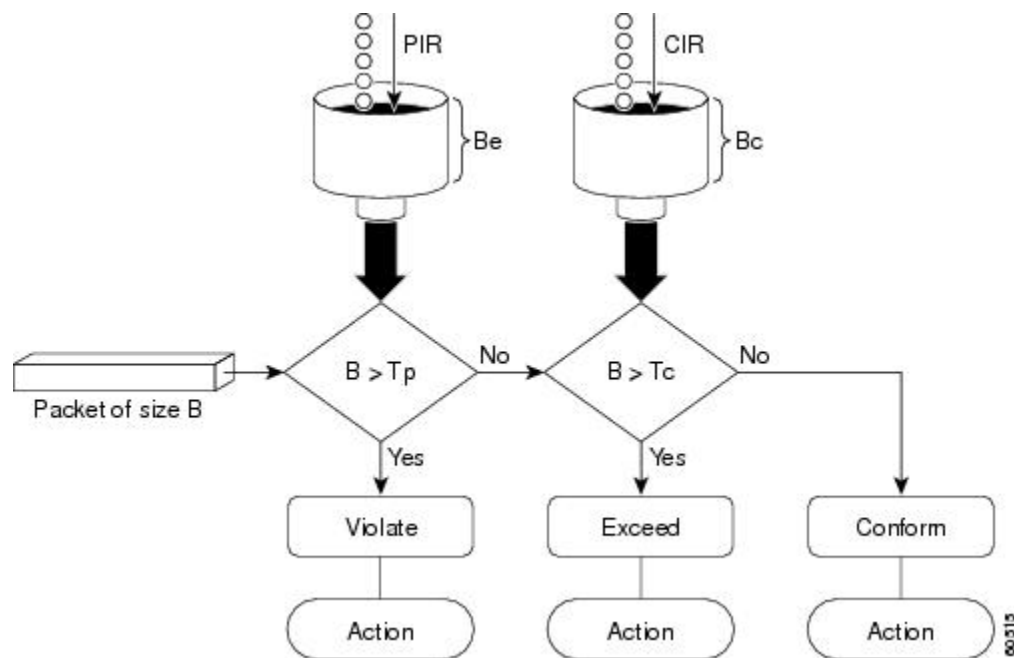 PIR
CIR
Be
Bc
B > Tp
No
B > Tc
No
Packet of size B
Yes
Yes
Violate
Exceed
Conform
Action
Action
Action
60515